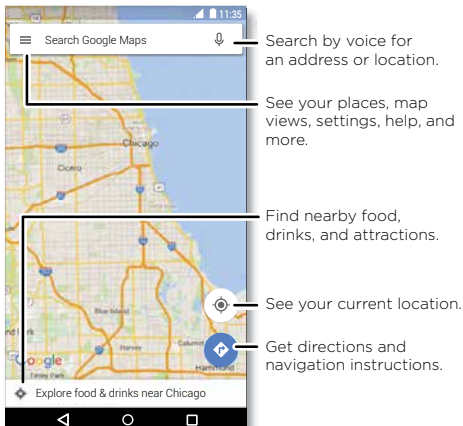 11:35
Search Google Maps
Search by voice for
an address or location.
See your places, map
views, settings, help, and
more.
Chicago
Cicero
Find nearby food,
drinks, and attractions.
See your current location.
Blue Island
Harvey
Calumet
Get directions and
navigation instructions.
Google
Hammond
Tinley Park
Explore food & drinks near Chicago